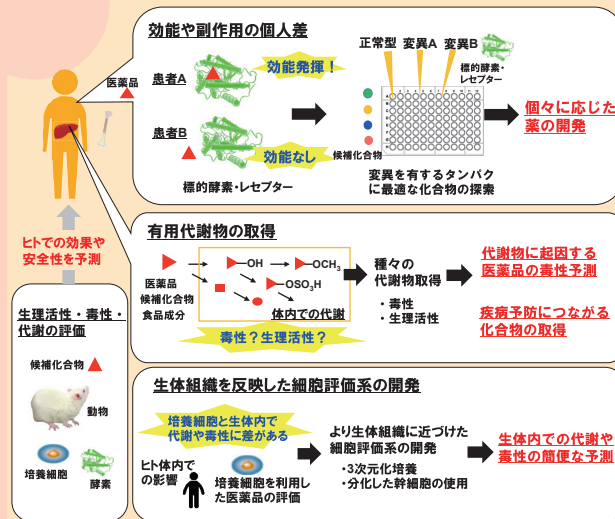 効能や副作用の個人差
医薬品
患者A
効能発揮！
患者B
効能なし
標的酵素・レセプター
正常型 変異A 変異B
標的酵素・
レセプター
候補化合物
変異を有するタンパク
に最適な化合物の探索
個々に応じた
薬の開発
ヒトでの効果や
安全性を予測
生理活性・毒性・
代謝の評価
候補化合物
動物
培養細胞
酵素
有用代謝物の取得
医薬品
候補化合物
食品成分
OH
OCH3
OSO3H
体内での代謝
毒性？生理活性？
種々の
代謝物取得
・毒性
・生理活性
代謝物に起因する
医薬品の毒性予測
疾病予防につながる
化合物の取得
生体組織を反映した細胞評価系の開発
培養細胞と生体内で
代謝や毒性に差がある
ヒト体内で
の影響
培養細胞を利用し
た医薬品の評価
より生体組織に近づけた
細胞評価系の開発
・3次元化培養
・分化した幹細胞の使用
生体内での代謝や
毒性の簡便な予測